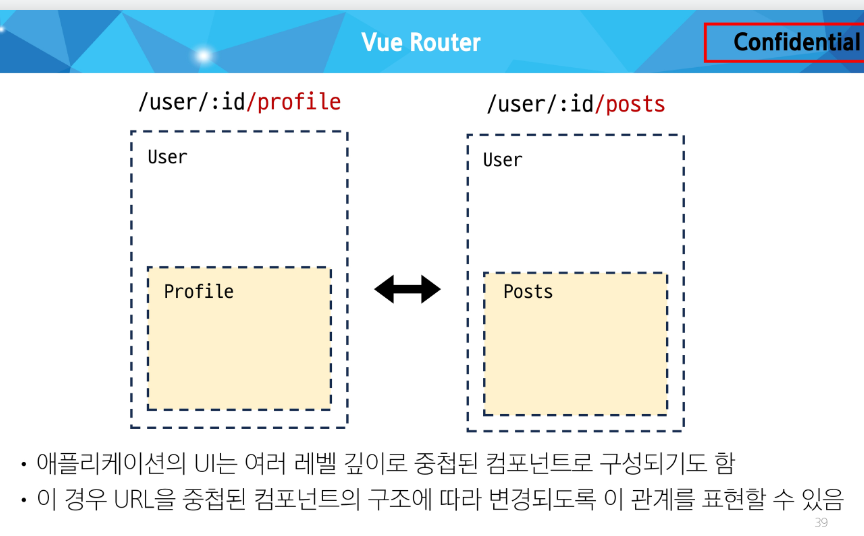 Vue Router
Confidential
/user/:id/profile
/user/:id/posts
User
User
Profile
Posts
• 애플리케이션의 UI는 여러 레벨 깊이로 중첩된 컴포넌트로 구성되기도 함
• 이 경우 URL을 중첩된 컴포넌트의 구조에 따라 변경되도록 이 관계를 표현할 수 있음
39